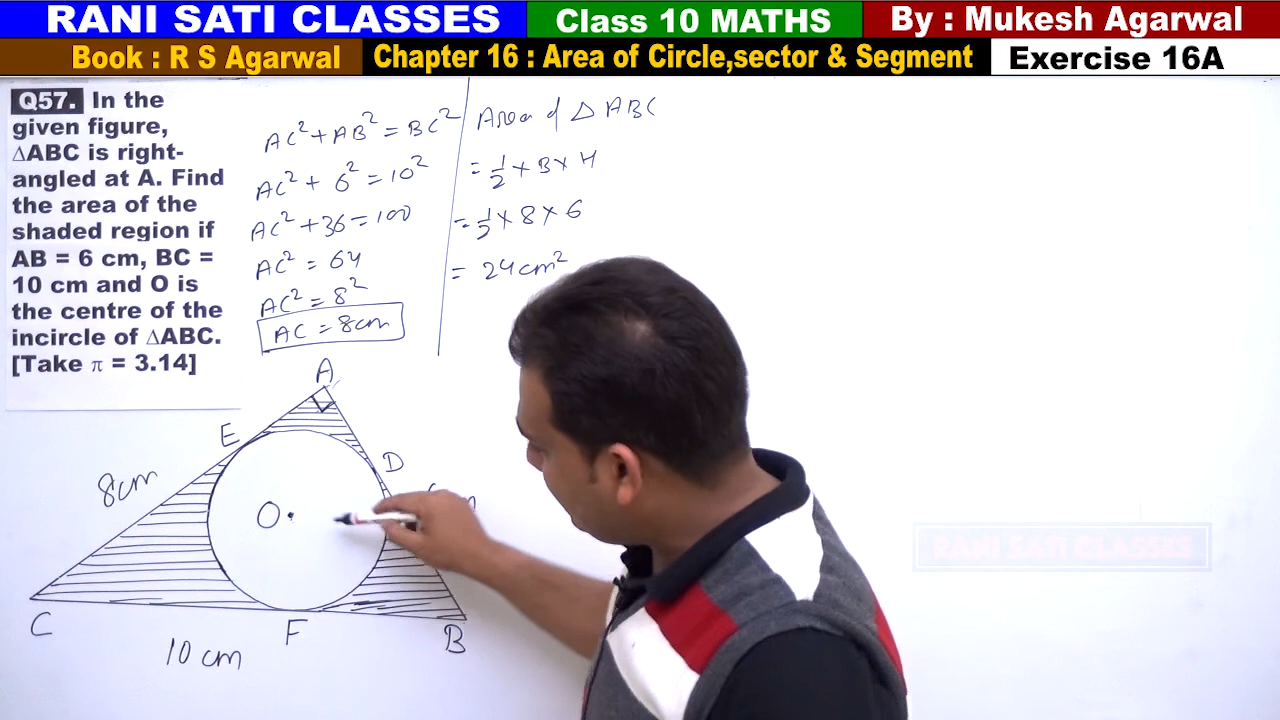 RANI SATI CLASSES
Class 10 MATHS
By : Mukesh Agarwal
Book : R S Agarwal
Chapter 16 : Area of Circle,sector & Segment
Exercise 16A
Q57. In the
given figure,
∆ABC is right-
angled at A. Find
the area of the
shaded region if
AB = 6 cm, BC =
10 cm and O is
the centre of the
incircle of ∆ABC.
[Take π = 3.14]
AC² + AB² = BC²
AC² + 6² = 10²
AC² + 36 = 100
AC² = 64
AC² = 8²
AC = 8cm
Area of △ ABC
= 1/2 × B × H
= 1/2 × 8 × 6
= 24cm²
A
E
D
8cm
O
C
F
B
10 cm
RANI SATI CLASSES